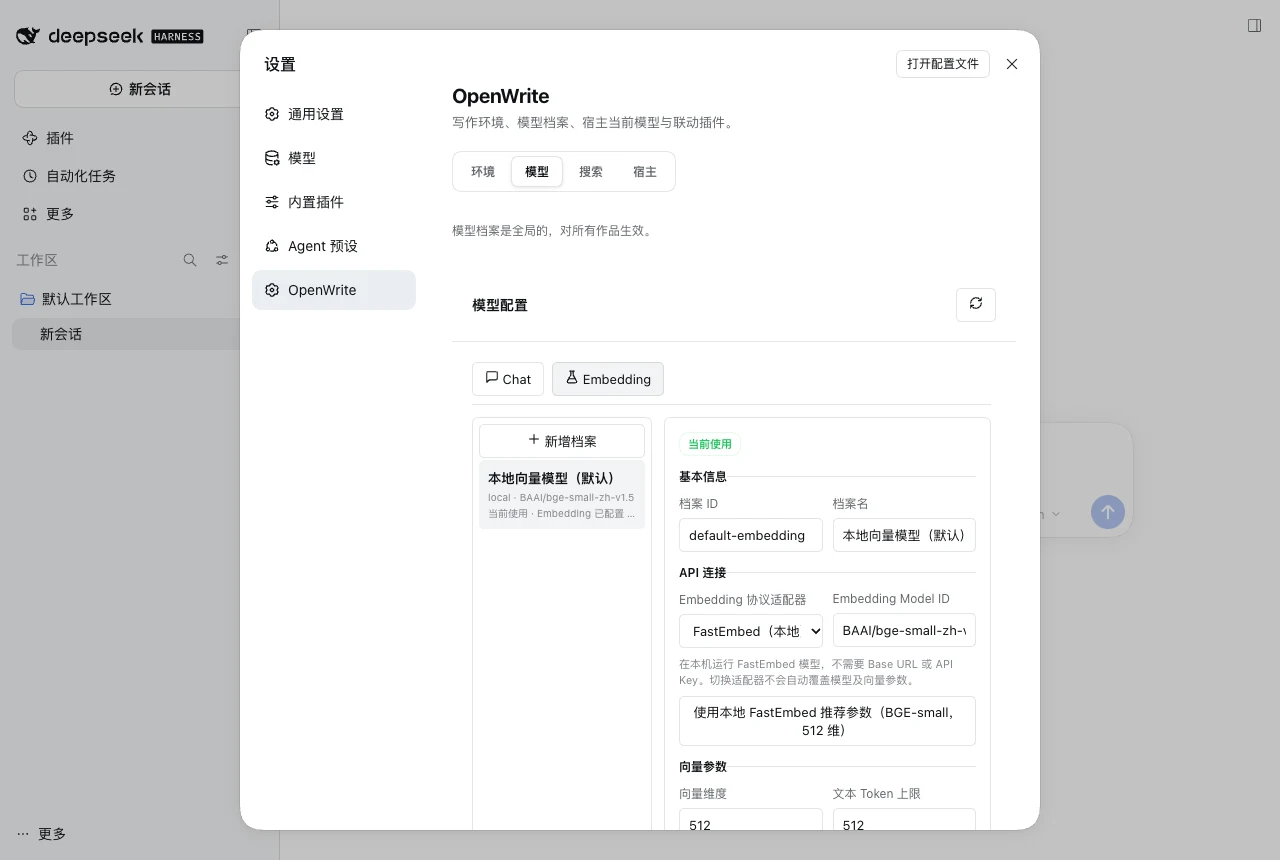 deepseek HARNESS
新会话
插件
自动化任务
更多
工作区
默认工作区
新会话
更多
设置
打开配置文件
通用设置
模型
内置插件
Agent 预设
OpenWrite
OpenWrite
写作环境、模型档案、宿主当前模型与联动插件。
环境
模型
搜索
宿主
模型档案是全局的，对所有作品生效。
模型配置
Chat
Embedding
新增档案
本地向量模型（默认）
local · BAAI/bge-small-zh-v1.5
当前使用 · Embedding 已配置 ...
当前使用
基本信息
档案 ID
档案名
default-embedding
本地向量模型（默认）
API 连接
Embedding 协议适配器
Embedding Model ID
FastEmbed（本地
BAAI/bge-small-zh-v
在本机运行 FastEmbed 模型，不需要 Base URL 或 API
Key。切换适配器不会自动覆盖模型及向量参数。
使用本地 FastEmbed 推荐参数（BGE-small，
512 维）
向量参数
向量维度
文本 Token 上限
512
512